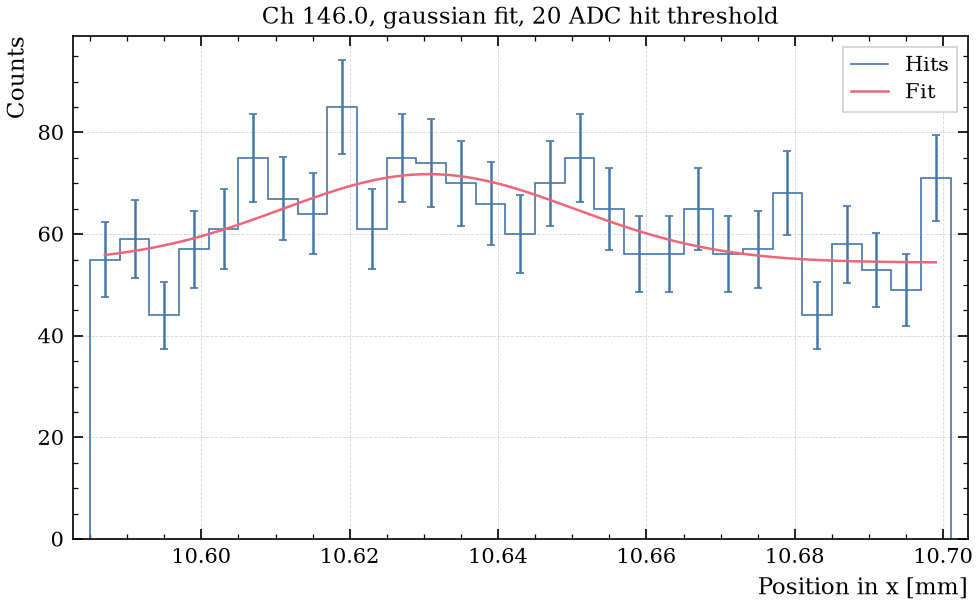 Ch 146.0, gaussian fit, 20 ADC hit threshold
Counts
Hits
Fit
80
60
40
20
0
10.60 10.62 10.64 10.66 10.68 10.70
Position in x [mm]